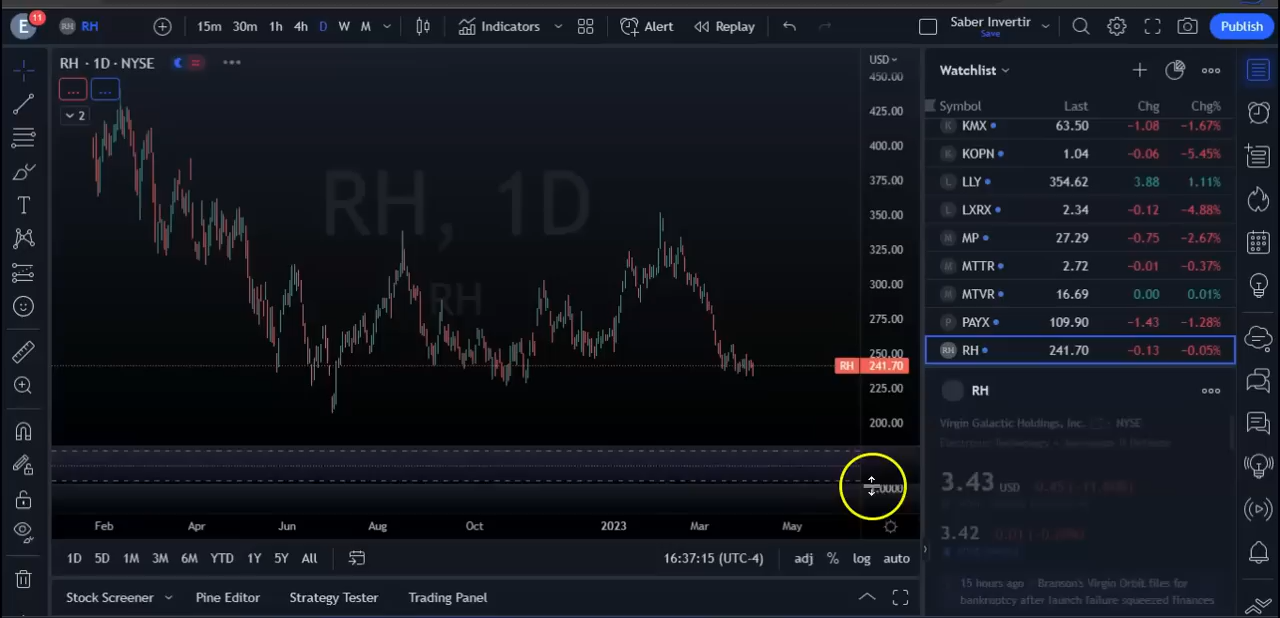 E 11 RH RH 15m 30m 1h 4h D W M Indicators Alert Replay Saber Invertir Save Publish
RH · 1D · NYSE ... USD
... ...
2
450.00
425.00
400.00
375.00
350.00
325.00
300.00
275.00
250.00
RH 241.70
225.00
200.00
RH, 1D
RH
Feb Apr Jun Aug Oct 2023 Mar May
1D 5D 1M 3M 6M YTD 1Y 5Y All 16:37:15 (UTC-4) adj % log auto
Stock Screener Pine Editor Strategy Tester Trading Panel
Watchlist
Symbol Last Chg Chg%
K KMX 63.50 −1.08 −1.67%
K KOPN 1.04 −0.06 −5.45%
L LLY 354.62 3.88 1.11%
L LXRX 2.34 −0.12 −4.88%
M MP 27.29 −0.75 −2.67%
M MTTR 2.72 −0.01 −0.37%
M MTVR 16.69 0.00 0.01%
P PAYX 109.90 −1.43 −1.28%
RH RH 241.70 −0.13 −0.05%
RH
Virgin Galactic Holdings, Inc. · NYSE
3.43 USD
3.42
15 hours ago · Branson's Virgin Orbit files for
bankruptcy after launch failure squeezed finances